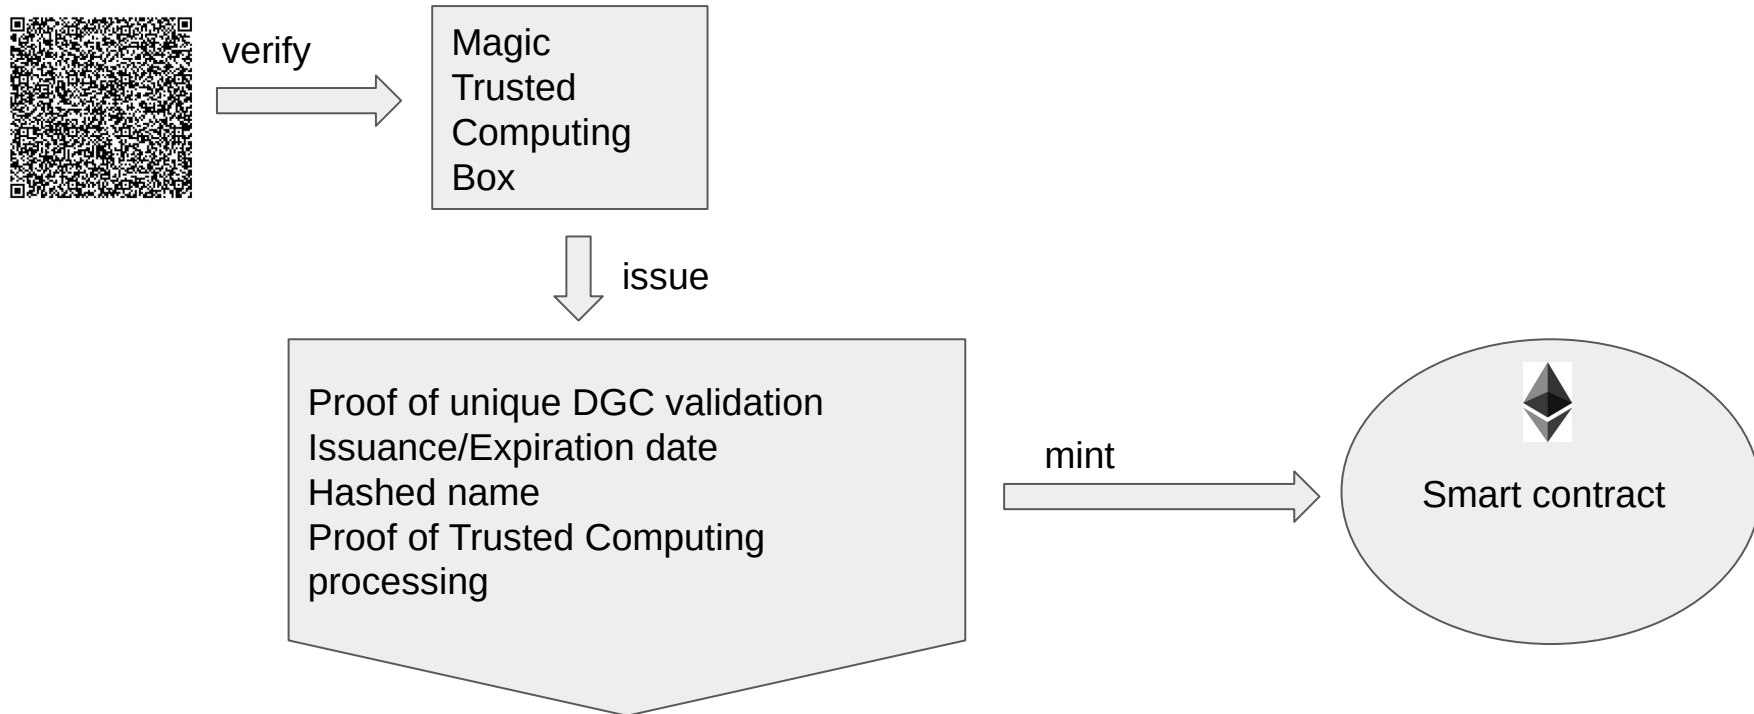 verify
Magic
Trusted
Computing
Box
issue
Proof of unique DGC validation
Issuance/Expiration date
Hashed name
Proof of Trusted Computing
processing
mint
Smart contract